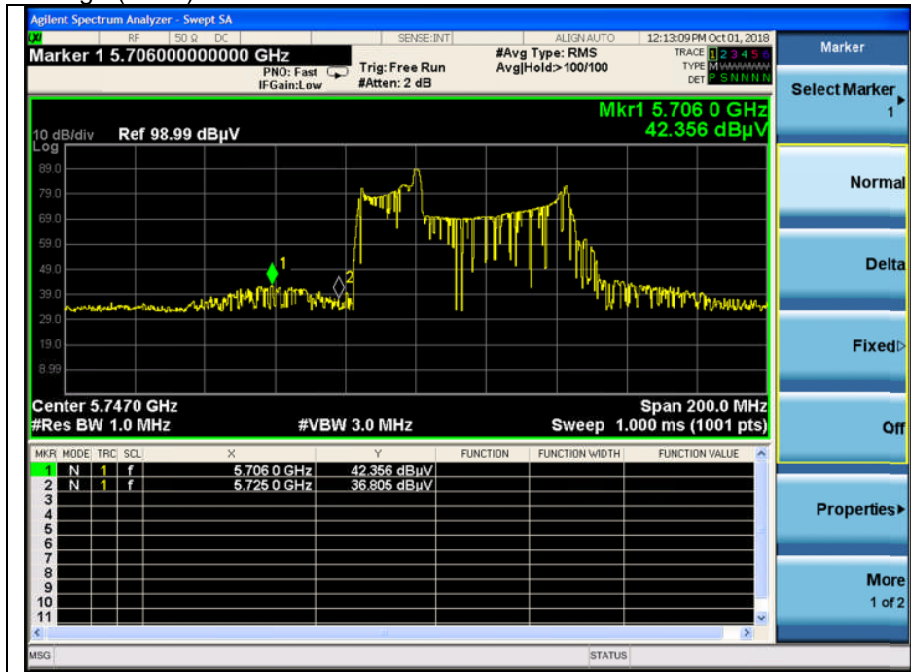 Agilent Spectrum Analyzer - Swept SA
RF 50 Ω DC SENSE:INT ALIGN AUTO 12:13:09 PM Oct 01, 2018
Marker 1 5.706000000000 GHz
PNO: Fast
IFGain:Low
Trig: Free Run
#Atten: 2 dB
#Avg Type: RMS
Avg|Hold:>100/100
TRACE 1 2 3 4 5 6
TYPE M
DET P S N N N N
Mkr1 5.706 0 GHz
42.356 dBµV
10 dB/div Ref 98.99 dBµV
Log
89.0
79.0
69.0
59.0
49.0
39.0
29.0
19.0
8.99
1
2
Center 5.7470 GHz Span 200.0 MHz
#Res BW 1.0 MHz #VBW 3.0 MHz Sweep 1.000 ms (1001 pts)
MKR MODE TRC SCL X Y FUNCTION FUNCTION WIDTH FUNCTION VALUE
1 N 1 f 5.706 0 GHz 42.356 dBµV
2 N 1 f 5.725 0 GHz 36.805 dBµV
3
4
5
6
7
8
9
10
11
MSG STATUS
Marker
Select Marker
1
Normal
Delta
Fixed
Off
Properties
More
1 of 2